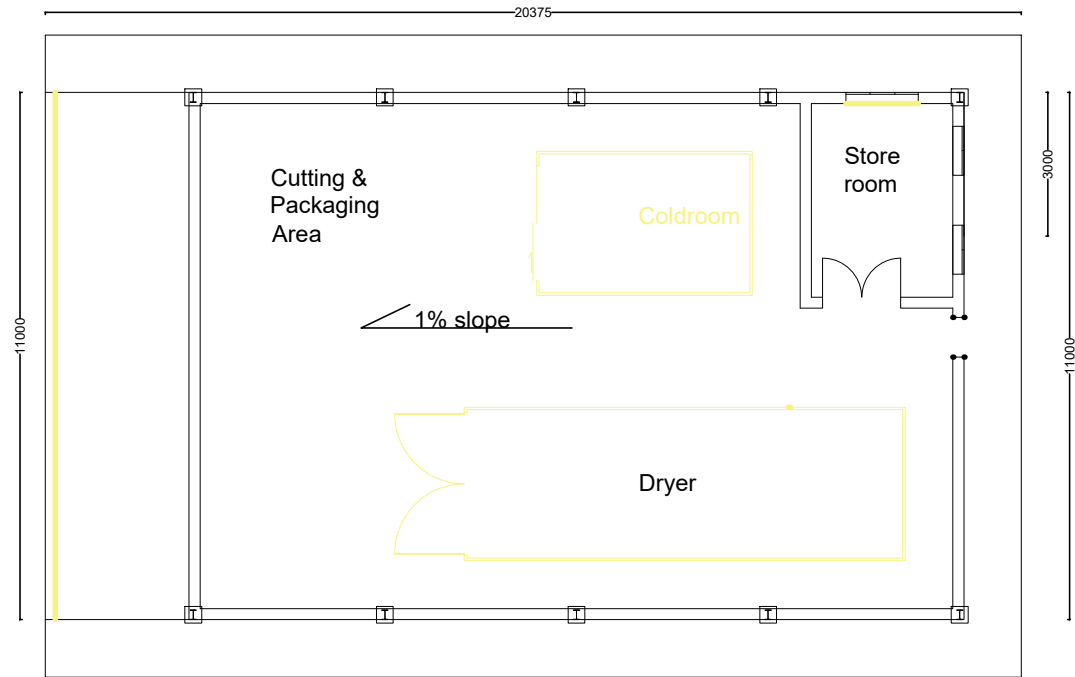 20375
Cutting &
Packaging
Area
Store
room
Coldroom
3000
1% slope
11000
11000
Dryer